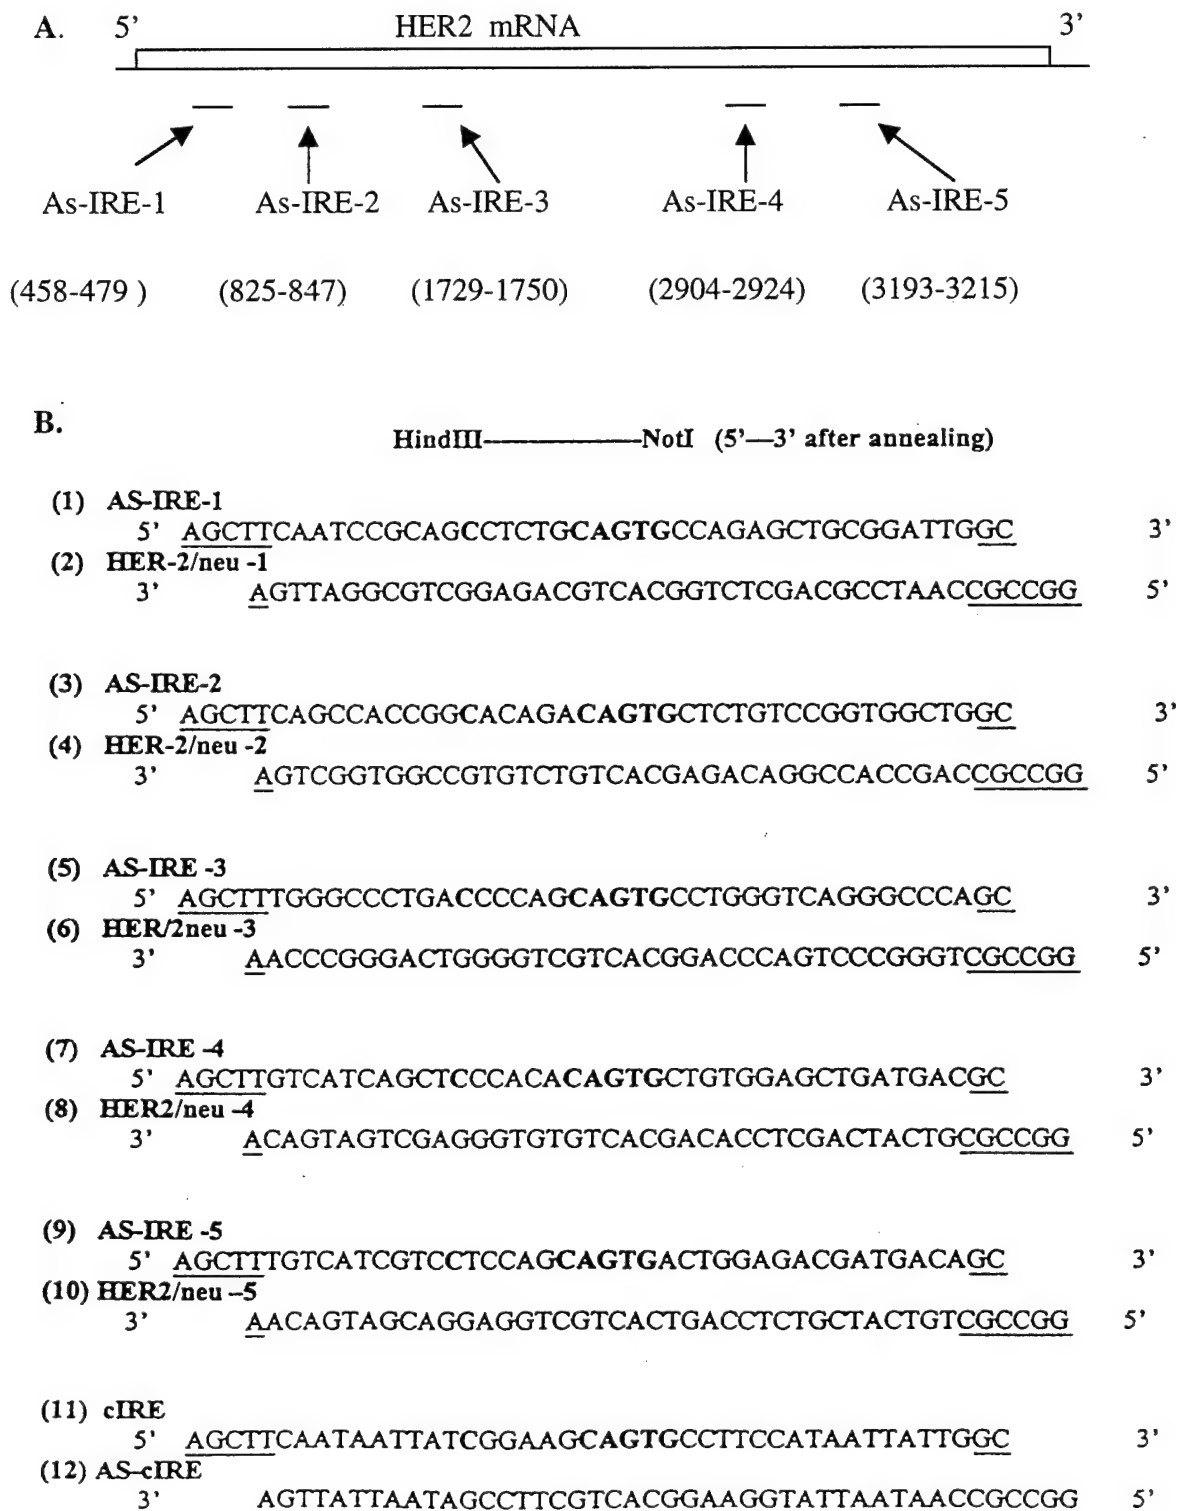 A. 5’ HER2 mRNA 3’
As-IRE-1 As-IRE-2 As-IRE-3 As-IRE-4 As-IRE-5
(458-479 ) (825-847) (1729-1750) (2904-2924) (3193-3215)
B.
HindIII————NotI (5’—3’ after annealing)
(1) AS-IRE-1
5’ AGCTTCAATCCGCAGCCTCTGCAGTGCCAGAGCTGCGGATTGGC 3’
(2) HER-2/neu -1
3’ AGTTAGGCGTCGGAGACGTCACGGTCTCGACGCCTAACCGCCGG 5’
(3) AS-IRE-2
5’ AGCTTCAGCCACCGGCACAGACAGTGCTCTGTCCGGTGGCTGGC 3’
(4) HER-2/neu -2
3’ AGTCGGTGGCCGTGTCTGTCACGAGACAGGCCACCGACCGCCGG 5’
(5) AS-IRE -3
5’ AGCTTTGGGCCCTGACCCCAGCAGTGCCTGGGTCAGGGCCCAGC 3’
(6) HER/2neu -3
3’ AACCCGGGACTGGGGTCGTCACGGACCCAGTCCCGGGTCGCCGG 5’
(7) AS-IRE -4
5’ AGCTTGTCATCAGCTCCCACACAGTGCTGTGGAGCTGATGACGC 3’
(8) HER2/neu -4
3’ ACAGTAGTCGAGGGTGTGTCACGACACCTCGACTACTGCGCCGG 5’
(9) AS-IRE -5
5’ AGCTTTGTCATCGTCCTCCAGCAGTGACTGGAGACGATGACAGC 3’
(10) HER2/neu –5
3’ AACAGTAGCAGGAGGTCGTCACTGACCTCTGCTACTGTCGCCGG 5’
(11) cIRE
5’ AGCTTCAATAATTATCGGAAGCAGTGCCTTCCATAATTATTGGC 3’
(12) AS-cIRE
3’ AGTTATTAATAGCCTTCGTCACGGAAGGTATTAATAACCGCCGG 5’